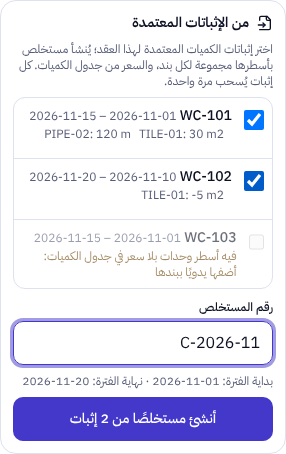 من الإثباتات المعتمدة
اختر إثباتات الكميات المعتمدة لهذا العقد؛ يُنشأ مستخلص
بأسطرها مجموعة لكل بند، والسعر من جدول الكميات. كل
إثبات يُسحب مرة واحدة.
WC-101 2026-11-01 – 2026-11-15
TILE-01: 30 m2 PIPE-02: 120 m
WC-102 2026-11-10 – 2026-11-20
TILE-01: -5 m2
WC-103 2026-11-01 – 2026-11-15
فيه أسطر وحدات بلا سعر في جدول الكميات:
أضفها يدويًا ببندها
رقم المستخلص
C-2026-11
بداية الفترة: 2026-11-01 · نهاية الفترة: 2026-11-20
أنشئ مستخلصًا من 2 إثبات